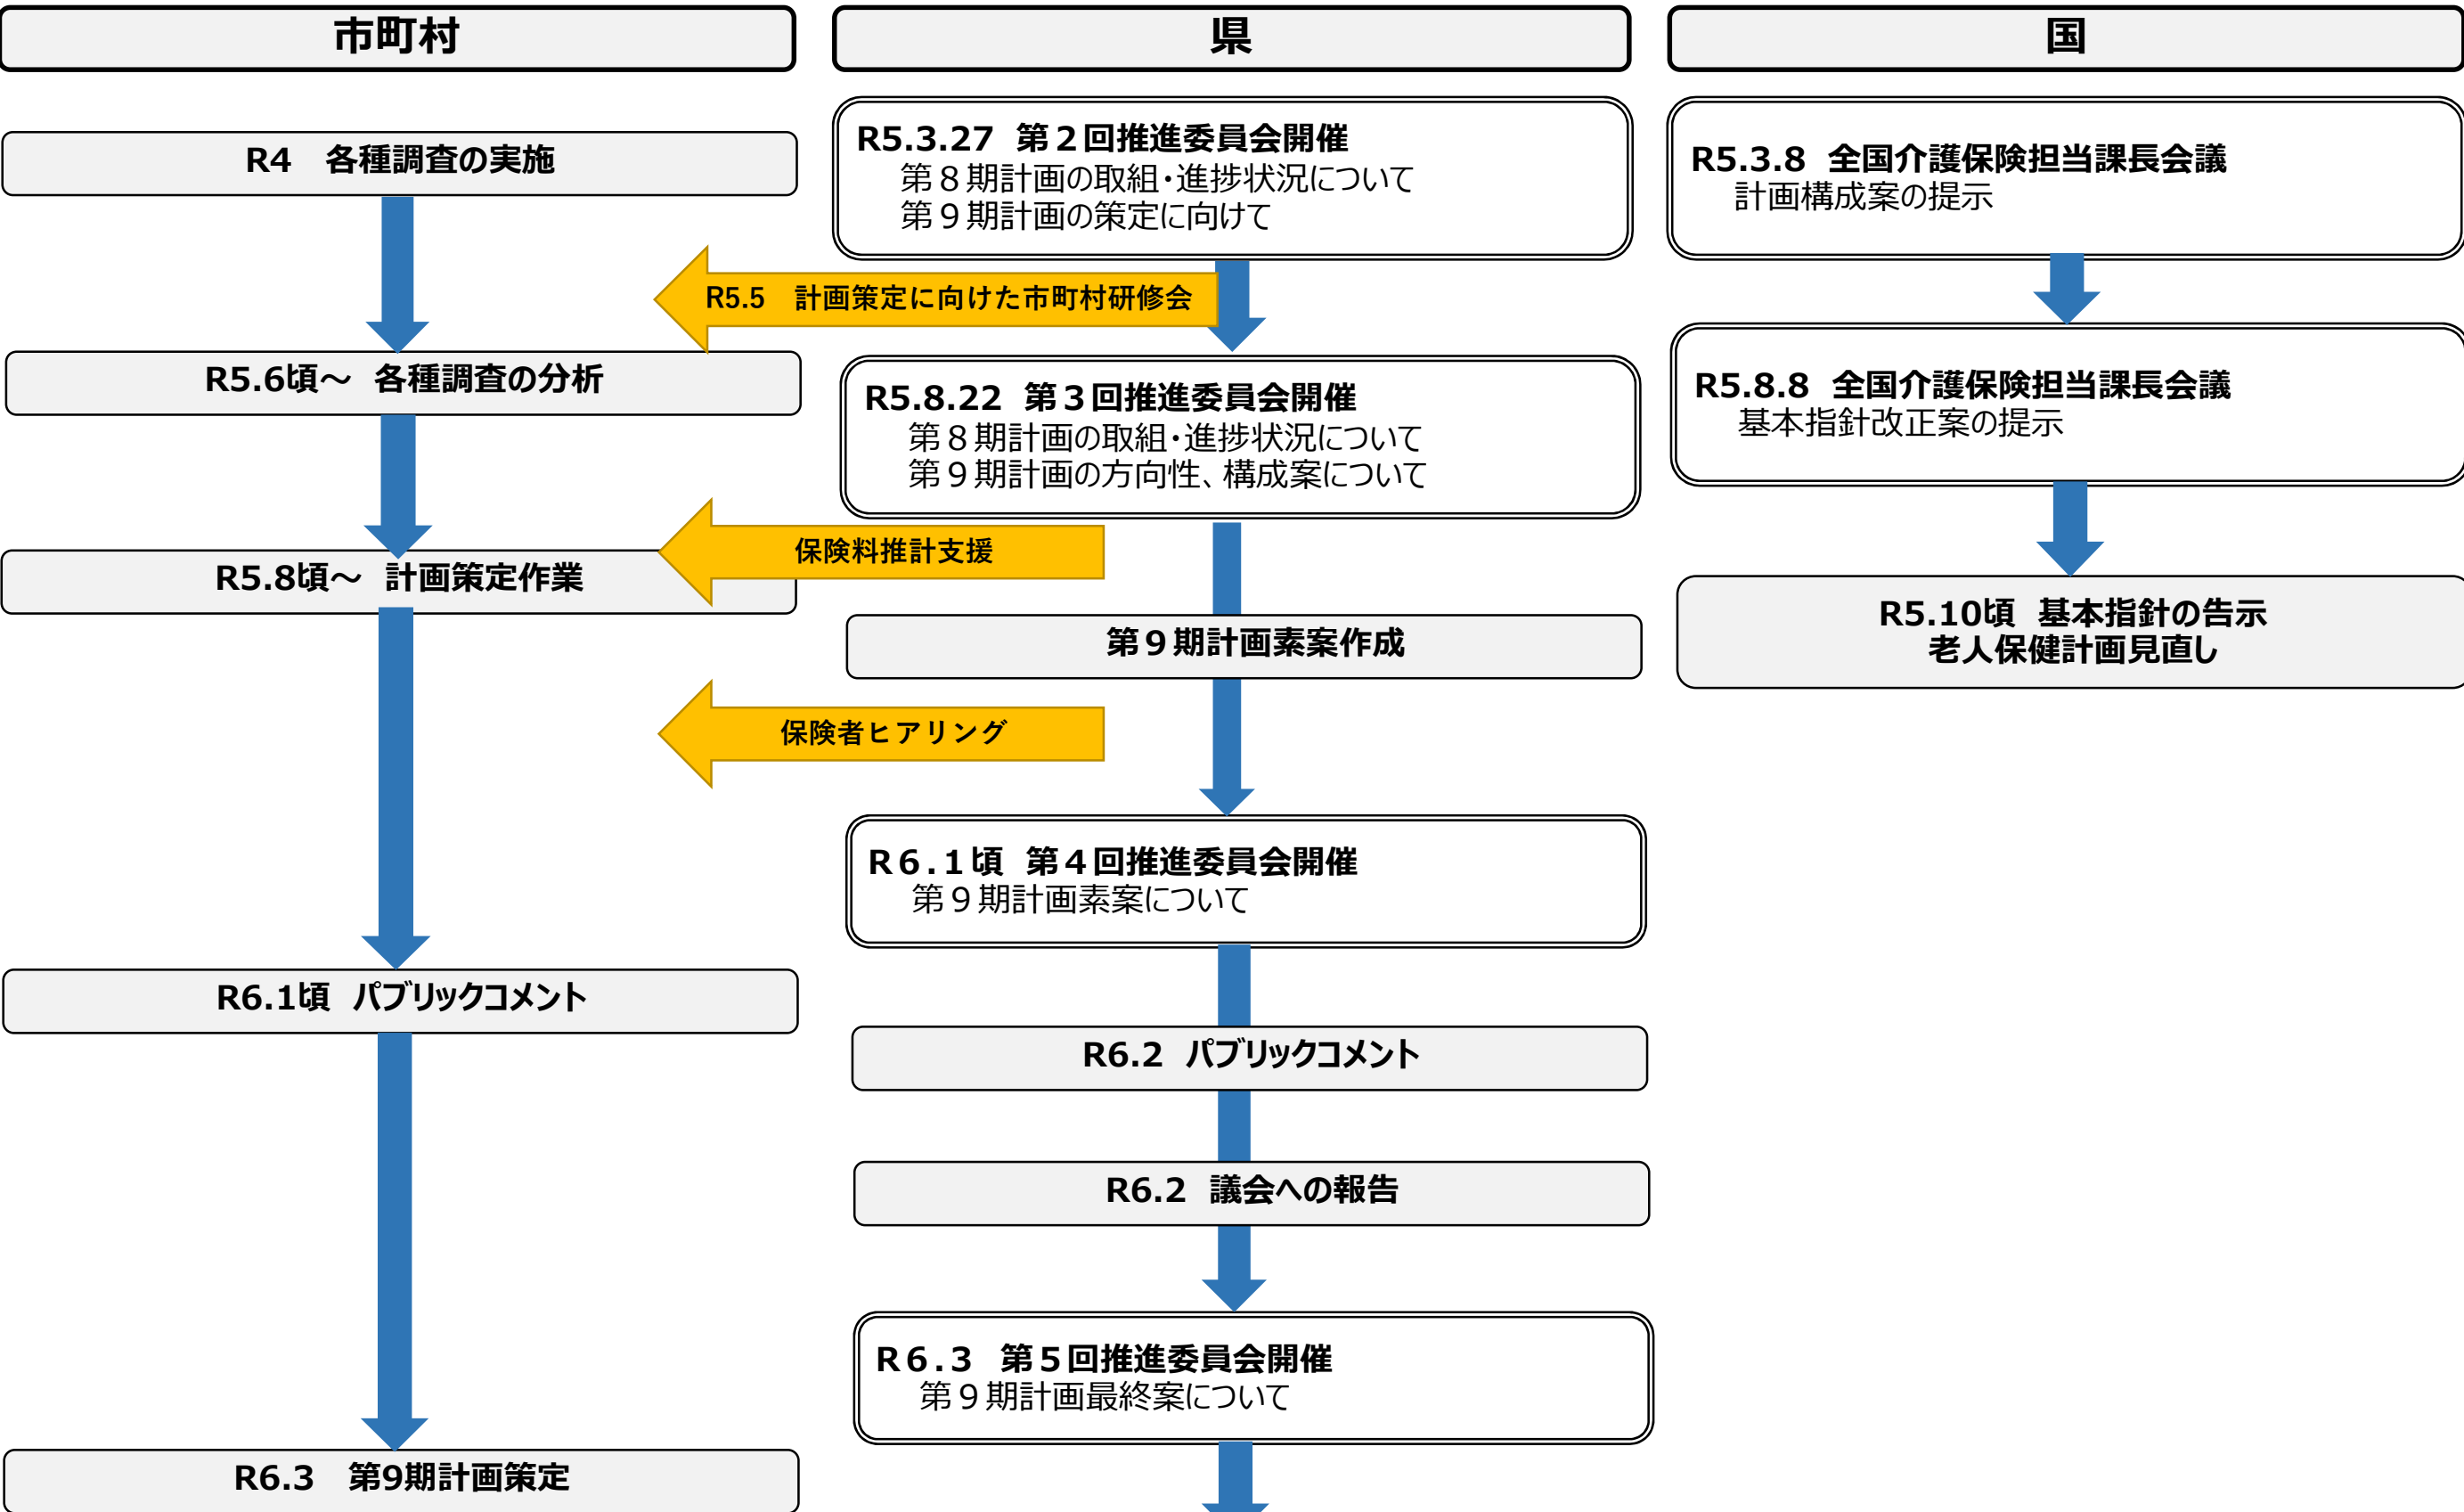 市町村
R4　各種調査の実施
R5.6頃～ 各種調査の分析
R5.8頃～ 計画策定作業
R6.1頃 パブリックコメント
R6.3　第9期計画策定
県
R5.3.27 第２回推進委員会開催
第８期計画の取組・進捗状況について
第９期計画の策定に向けて
R5.5　計画策定に向けた市町村研修会
R5.8.22 第３回推進委員会開催
第８期計画の取組・進捗状況について
第９期計画の方向性、構成案について
保険料推計支援
第９期計画素案作成
保険者ヒアリング
R６.１頃 第４回推進委員会開催
第９期計画素案について
R6.2 パブリックコメント
R6.2 議会への報告
R６.３ 第５回推進委員会開催
第９期計画最終案について
国
R5.3.8 全国介護保険担当課長会議
計画構成案の提示
R5.8.8 全国介護保険担当課長会議
基本指針改正案の提示
R5.10頃 基本指針の告示
老人保健計画見直し